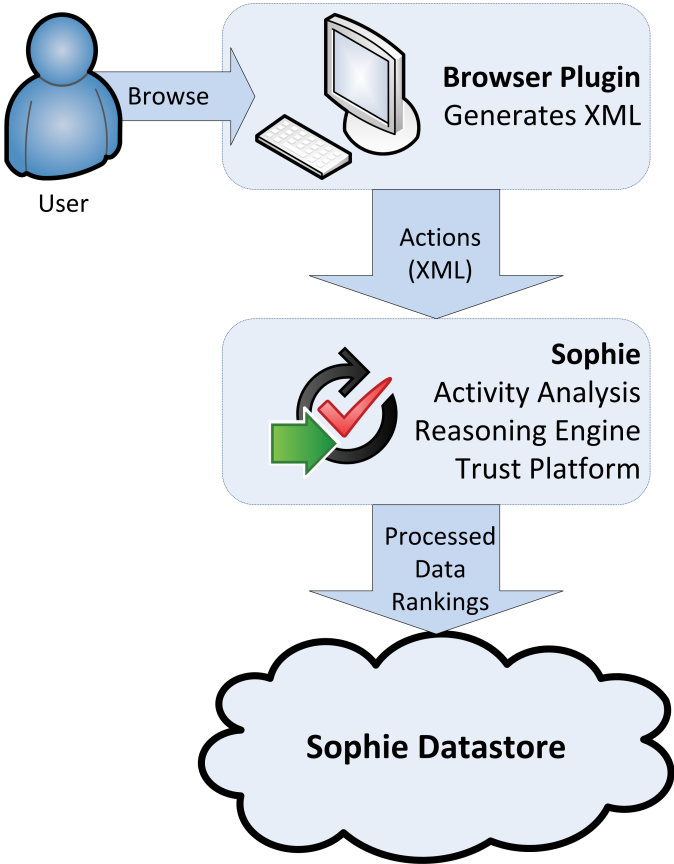 Browser Plugin
Generates XML
Browse
User
Actions
(XML)
Sophie
Activity Analysis
Reasoning Engine
Trust Platform
Processed
Data
Rankings
Sophie Datastore